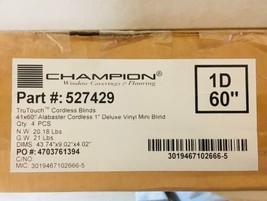 CHAMPION
Window Coverings & Flooring
1D
60"
Part #: 527429
TruTouch™ Cordless Blinds
41x60" Alabaster Cordless 1" Deluxe Vinyl Mini Blind
Qty: 4 PCS
N.W. 20.18 Lbs
G.W. 21 Lbs
DIMS: 43.74"x9.02"x4.02"
PO #: 4703761394
C/NO:
MIC: 3019467102666-5
3019467102666-5